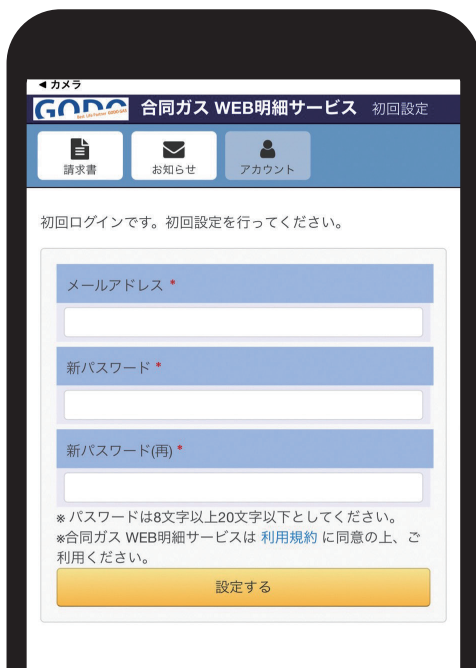 ◀カメラ
GODO 合同ガス WEB明細サービス 初回設定
請求書 お知らせ アカウント
初回ログインです。初回設定を行ってください。
メールアドレス *
新パスワード *
新パスワード(再) *
※ パスワードは8文字以上20文字以下としてください。
※合同ガス WEB明細サービスは 利用規約 に同意の上、ご
利用ください。
設定する